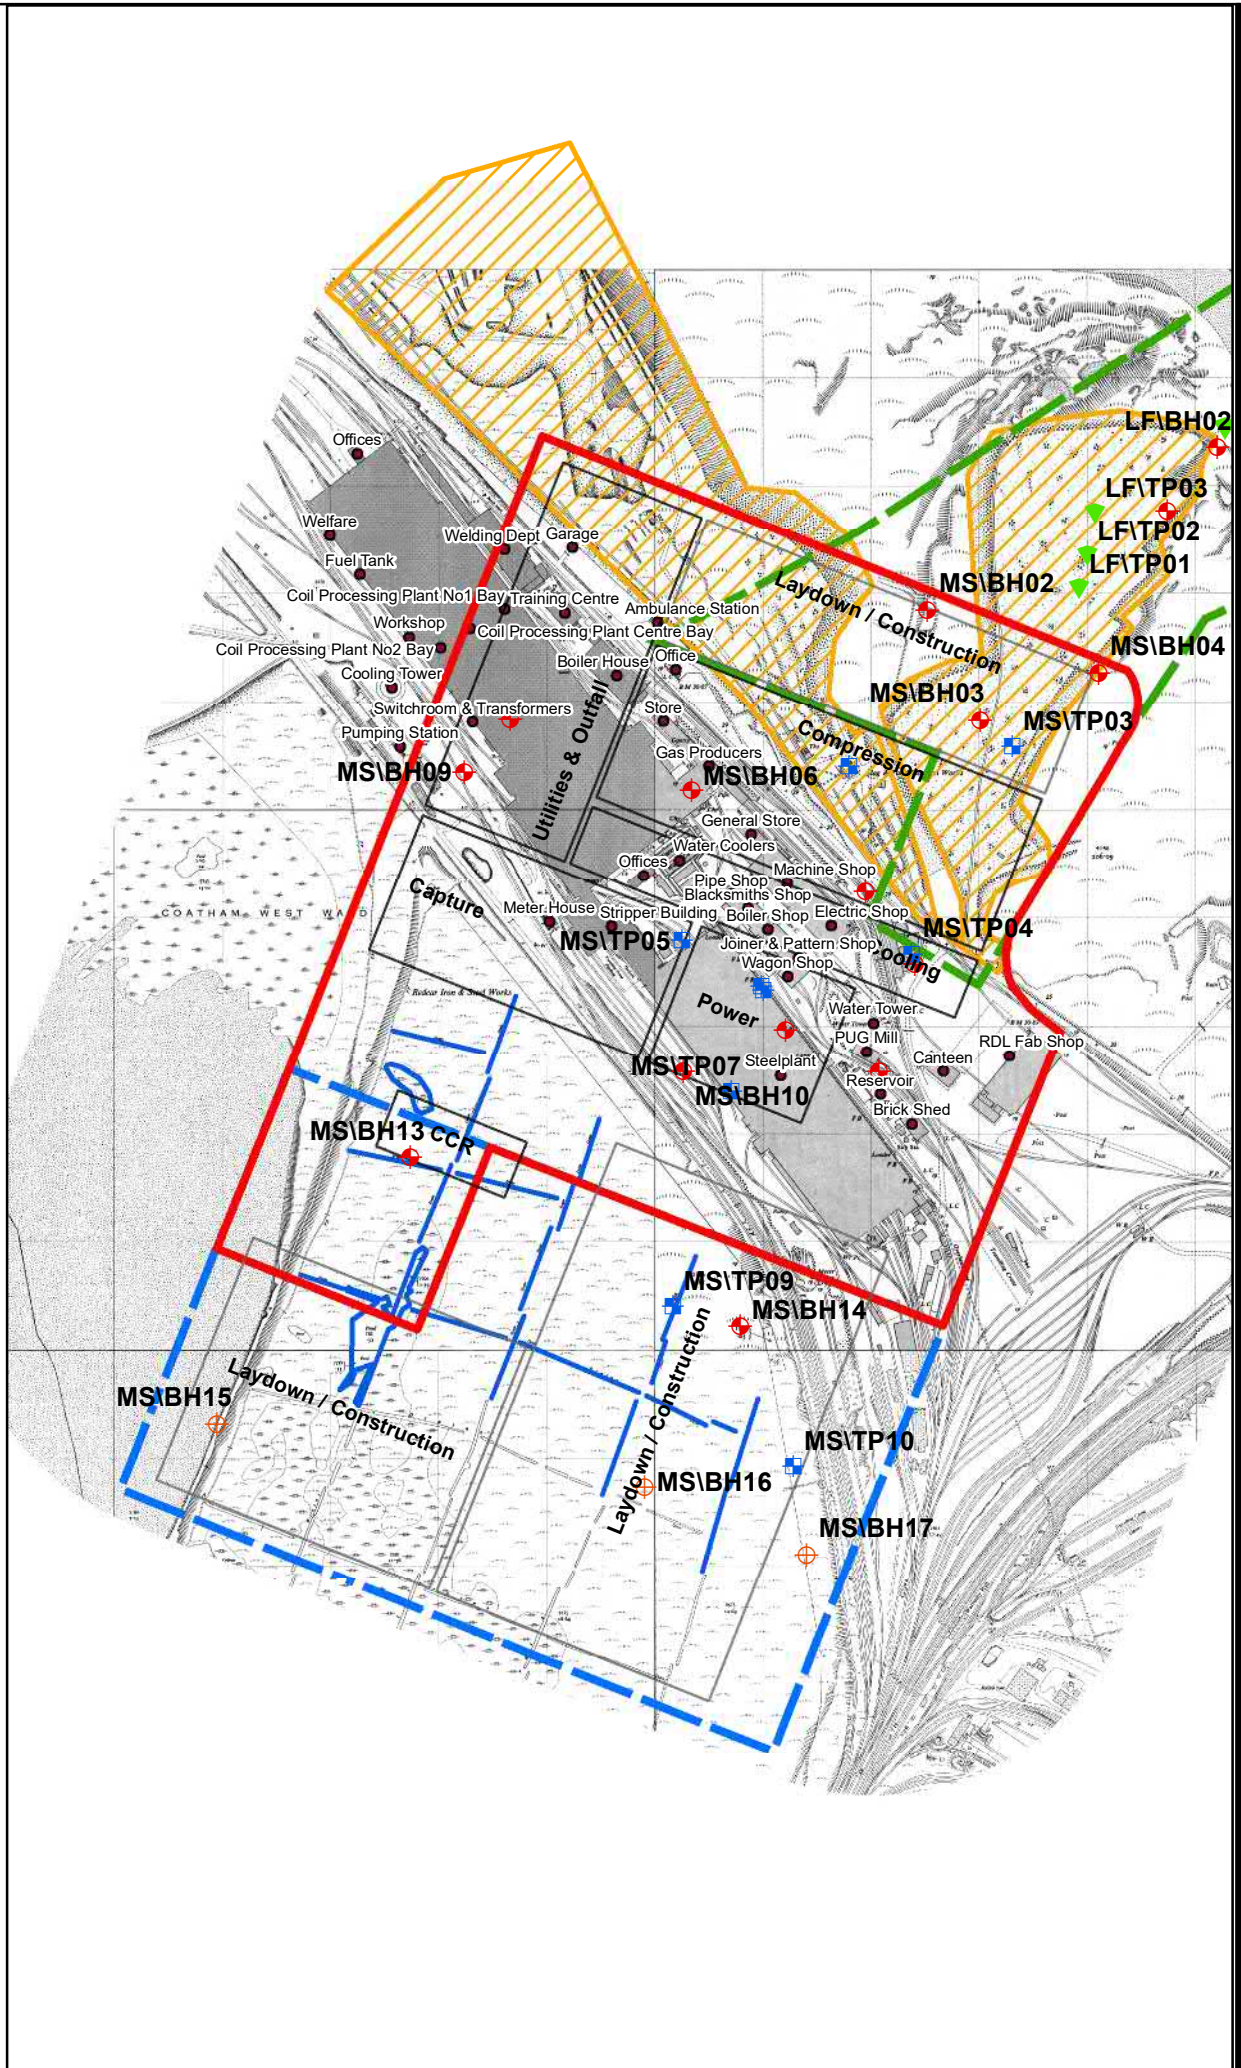 LF\BH02
Offices
LF\TP03
Welfare
LF\TP02
Welding Dept
Garage
Fuel Tank
LF\TP01
MS\BH02
Laydown / Construction
Coil Processing Plant No1 Bay
Training Centre
Ambulance Station
Workshop
Coil Processing Plant Centre Bay
Coil Processing Plant No2 Bay
MS\BH04
Boiler House
Office
Cooling Tower
MS\BH03
Switchroom & Transformers
Store
MS\TP03
Pumping Station
Compression
Gas Producers
MS\BH09
MS\BH06
Utilities & Outfall
General Store
Water Coolers
Offices
Machine Shop
Pipe Shop
Blacksmiths Shop
Capture
Meter House
Stripper Building
Boiler Shop
Electric Shop
COATHAM WEST WARD
MS\TP04
MS\TP05
Joiner & Pattern Shop
ooling
Wagon Shop
Redcar Iron & Steel Works
Power
Water Tower
PUG Mill
RDL Fab Shop
Steelplant
Canteen
MS\TP07
Reservoir
MS\BH10
Brick Shed
MS\BH13
CCR
MS\TP09
MS\BH14
Laydown / Construction
MS\BH15
Laydown / Construction
MS\TP10
MS\BH16
MS\BH17